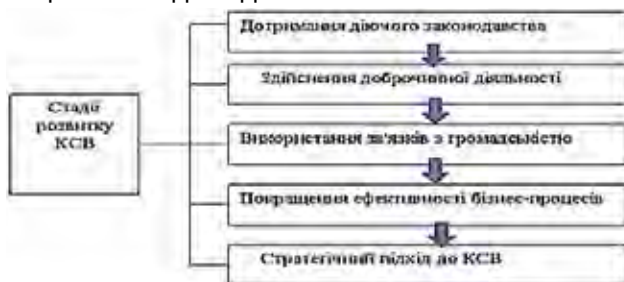 Дотримання діючого законодавства
Здійснення доброчинної діяльності
Стадії
розвитку
КСВ
Використання зв'язків з громадськістю
Покращення ефективності бізнес-процесів
Стратегічний підхід до КСВ